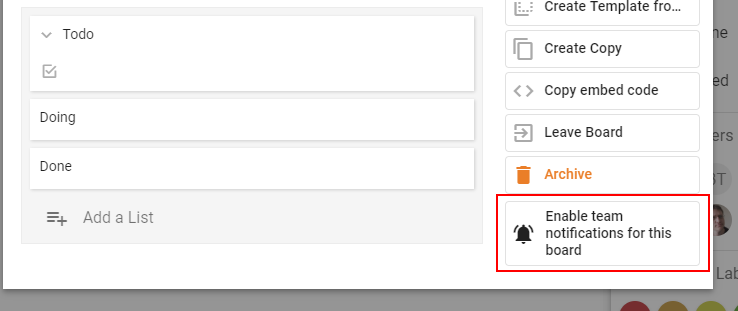 Todo
Doing
Done
Add a List
Create Template fro...
Create Copy
Copy embed code
Leave Board
Archive
Enable team
notifications for this
board
ne
ed
ers
BT
Lab